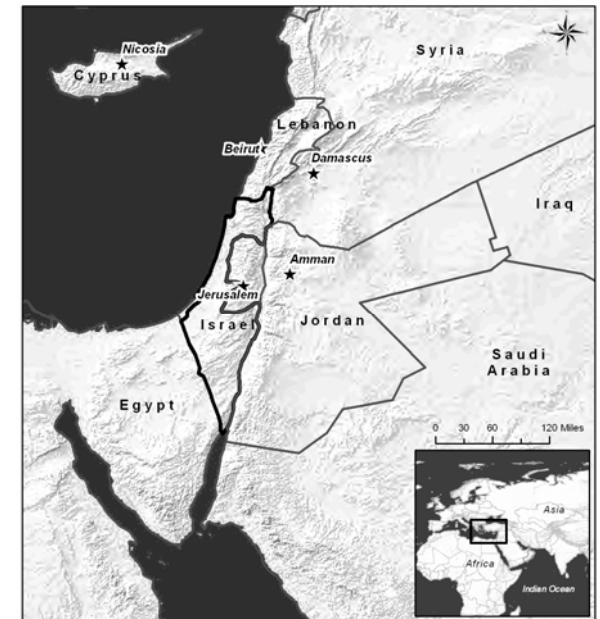 Nicosia
Cyprus
Syria
Lebanon
Beirut
Damascus
Iraq
Amman
Jerusalem
Israel
Jordan
Saudi
Arabia
Egypt
0 30 60 120 Miles
Asia
Africa
Indian Ocean